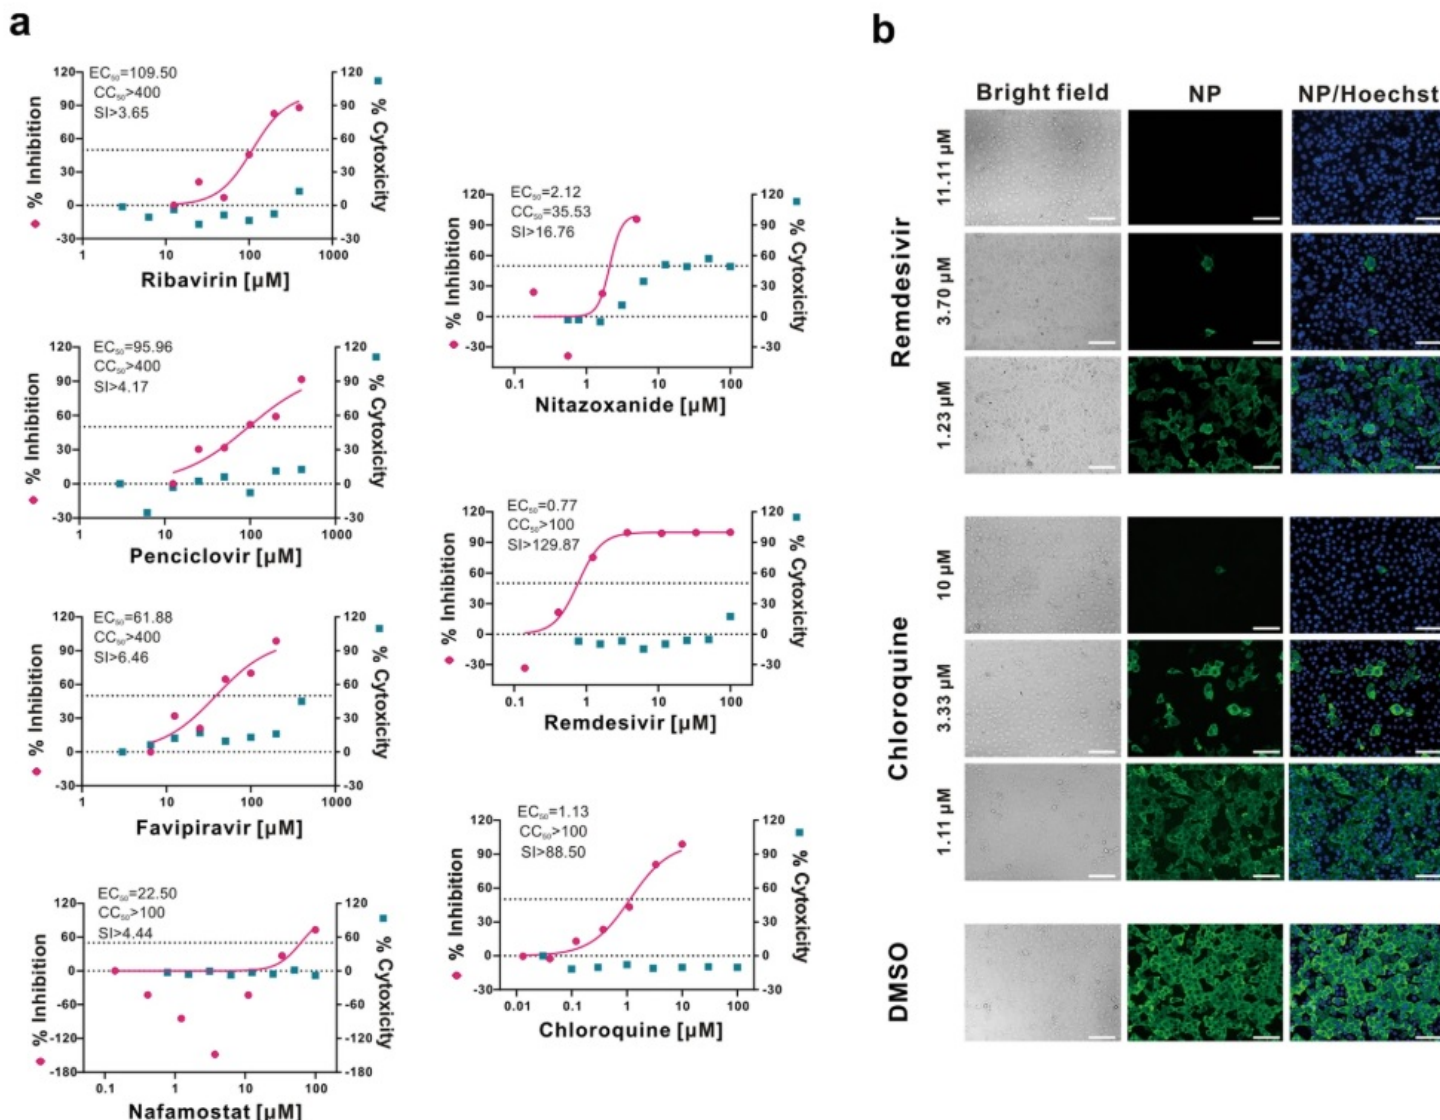 a
EC₅₀=109.50
CC₅₀>400
SI>3.65
120
90
60
30
0
-30
120
90
60
30
0
-30
% Inhibition
% Cytoxicity
1
10
100
1000
Ribavirin [µM]
EC₅₀=95.96
CC₅₀>400
SI>4.17
120
90
60
30
0
-30
120
90
60
30
0
-30
% Inhibition
% Cytoxicity
1
10
100
1000
Penciclovir [µM]
EC₅₀=61.88
CC₅₀>400
SI>6.46
120
90
60
30
0
-30
120
90
60
30
0
-30
% Inhibition
% Cytoxicity
1
10
100
1000
Favipiravir [µM]
EC₅₀=22.50
CC₅₀>100
SI>4.44
120
60
0
-60
-120
-180
120
60
0
-60
-120
-180
% Inhibition
% Cytoxicity
0.1
1
10
100
Nafamostat [µM]
EC₅₀=2.12
CC₅₀=35.53
SI>16.76
120
90
60
30
0
-30
120
90
60
30
0
-30
% Inhibition
% Cytoxicity
0.1
1
10
100
Nitazoxanide [µM]
EC₅₀=0.77
CC₅₀>100
SI>129.87
120
90
60
30
0
-30
120
90
60
30
0
-30
% Inhibition
% Cytoxicity
0.1
1
10
100
Remdesivir [µM]
EC₅₀=1.13
CC₅₀>100
SI>88.50
120
90
60
30
0
-30
120
90
60
30
0
-30
% Inhibition
% Cytoxicity
0.01
0.1
1
10
100
Chloroquine [µM]
b
Bright field
NP
NP/Hoechst
Remdesivir
11.11 µM
3.70 µM
1.23 µM
Chloroquine
10 µM
3.33 µM
1.11 µM
DMSO